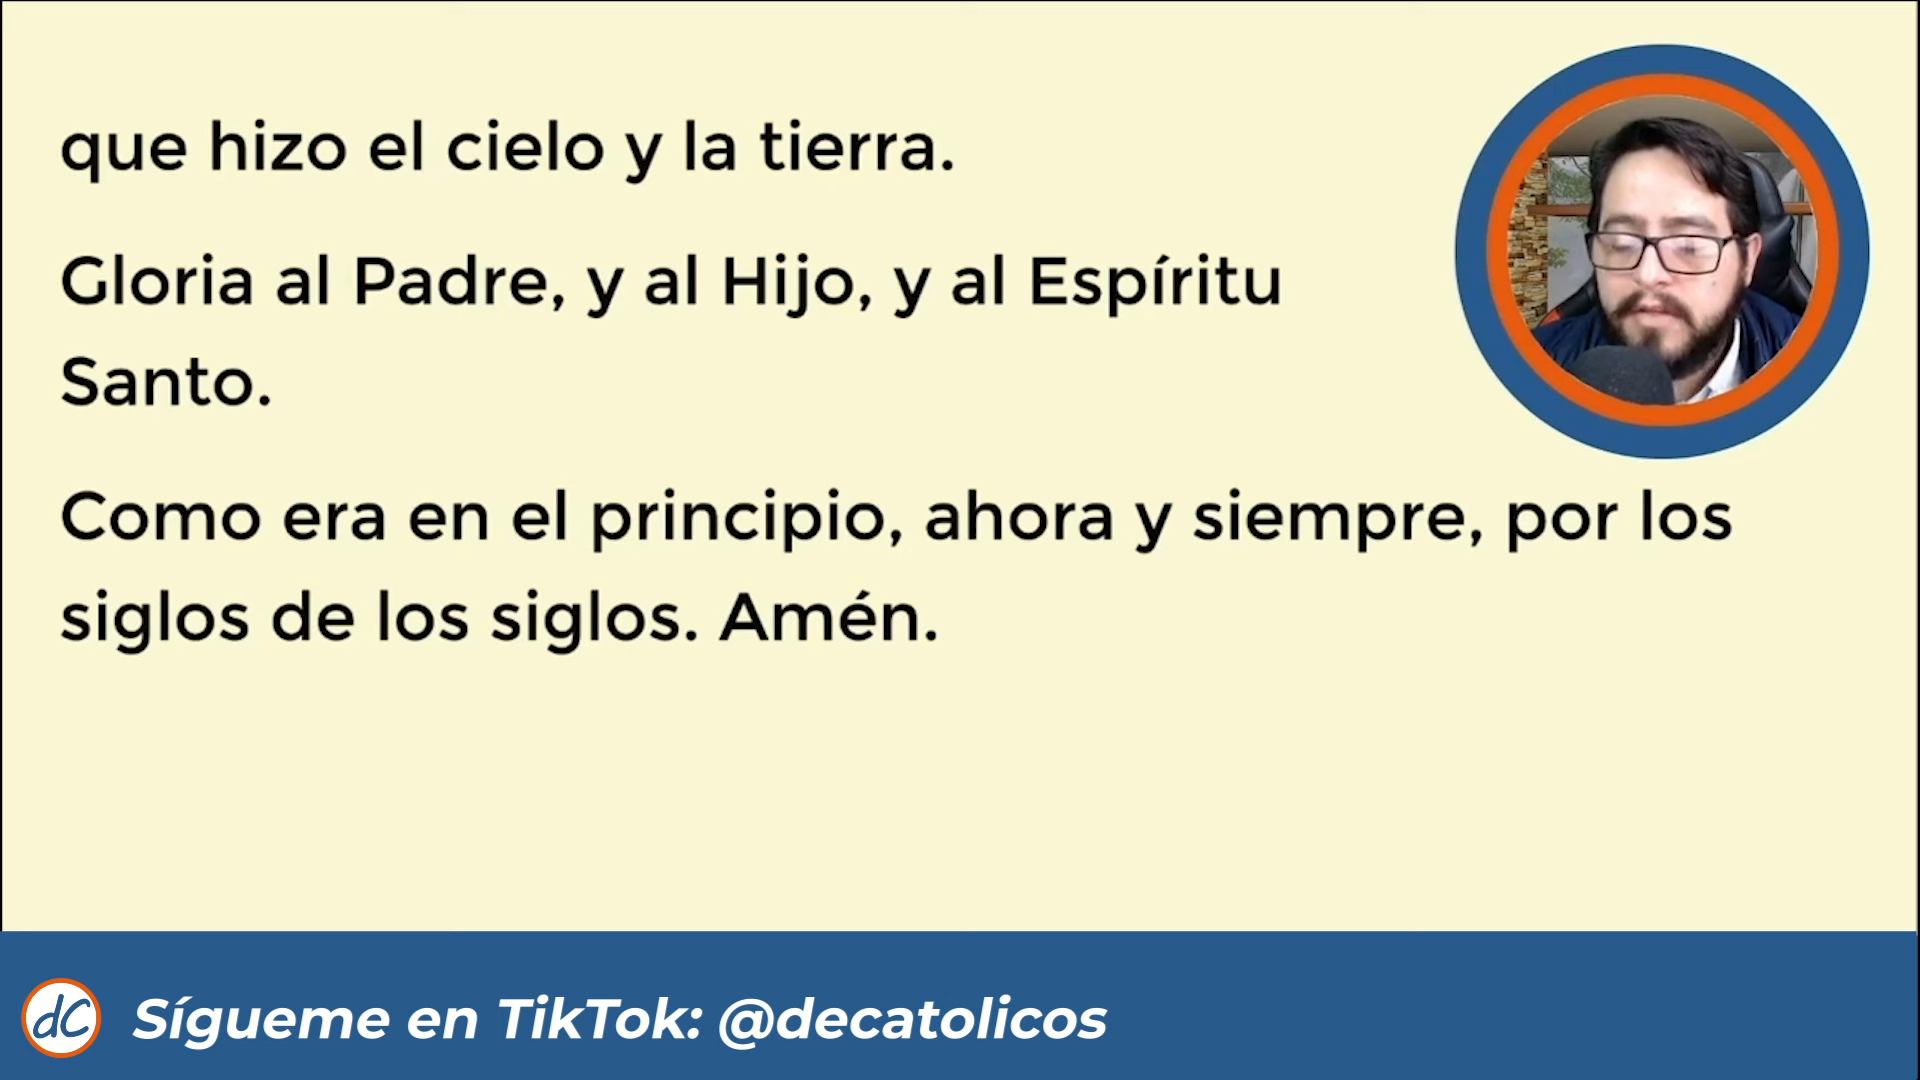 que hizo el cielo y la tierra.
Gloria al Padre, y al Hijo, y al Espíritu
Santo.
Como era en el principio, ahora y siempre, por los
siglos de los siglos. Amén.
dC Sígueme en TikTok: @decatolicos